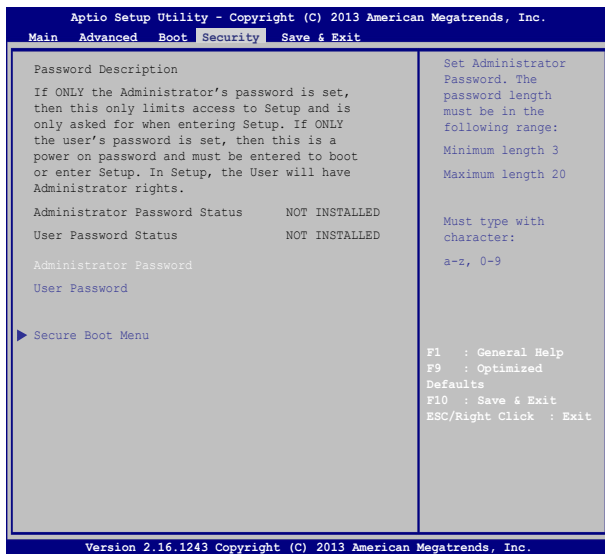 Aptio Setup Utility - Copyright (C) 2013 American Megatrends, Inc.
Main Advanced Boot Security Save & Exit
Password Description
If ONLY the Administrator's password is set,
then this only limits access to Setup and is
only asked for when entering Setup. If ONLY
the user's password is set, then this is a
power on password and must be entered to boot
or enter Setup. In Setup, the User will have
Administrator rights.
Administrator Password Status NOT INSTALLED
User Password Status NOT INSTALLED
Administrator Password
User Password
Secure Boot Menu
Set Administrator
Password. The
password length
must be in the
following range:
Minimum length 3
Maximum length 20
Must type with
character:
a-z, 0-9
F1 : General Help
F9 : Optimized
Defaults
F10 : Save & Exit
ESC/Right Click : Exit
Version 2.16.1243 Copyright (C) 2013 American Megatrends, Inc.